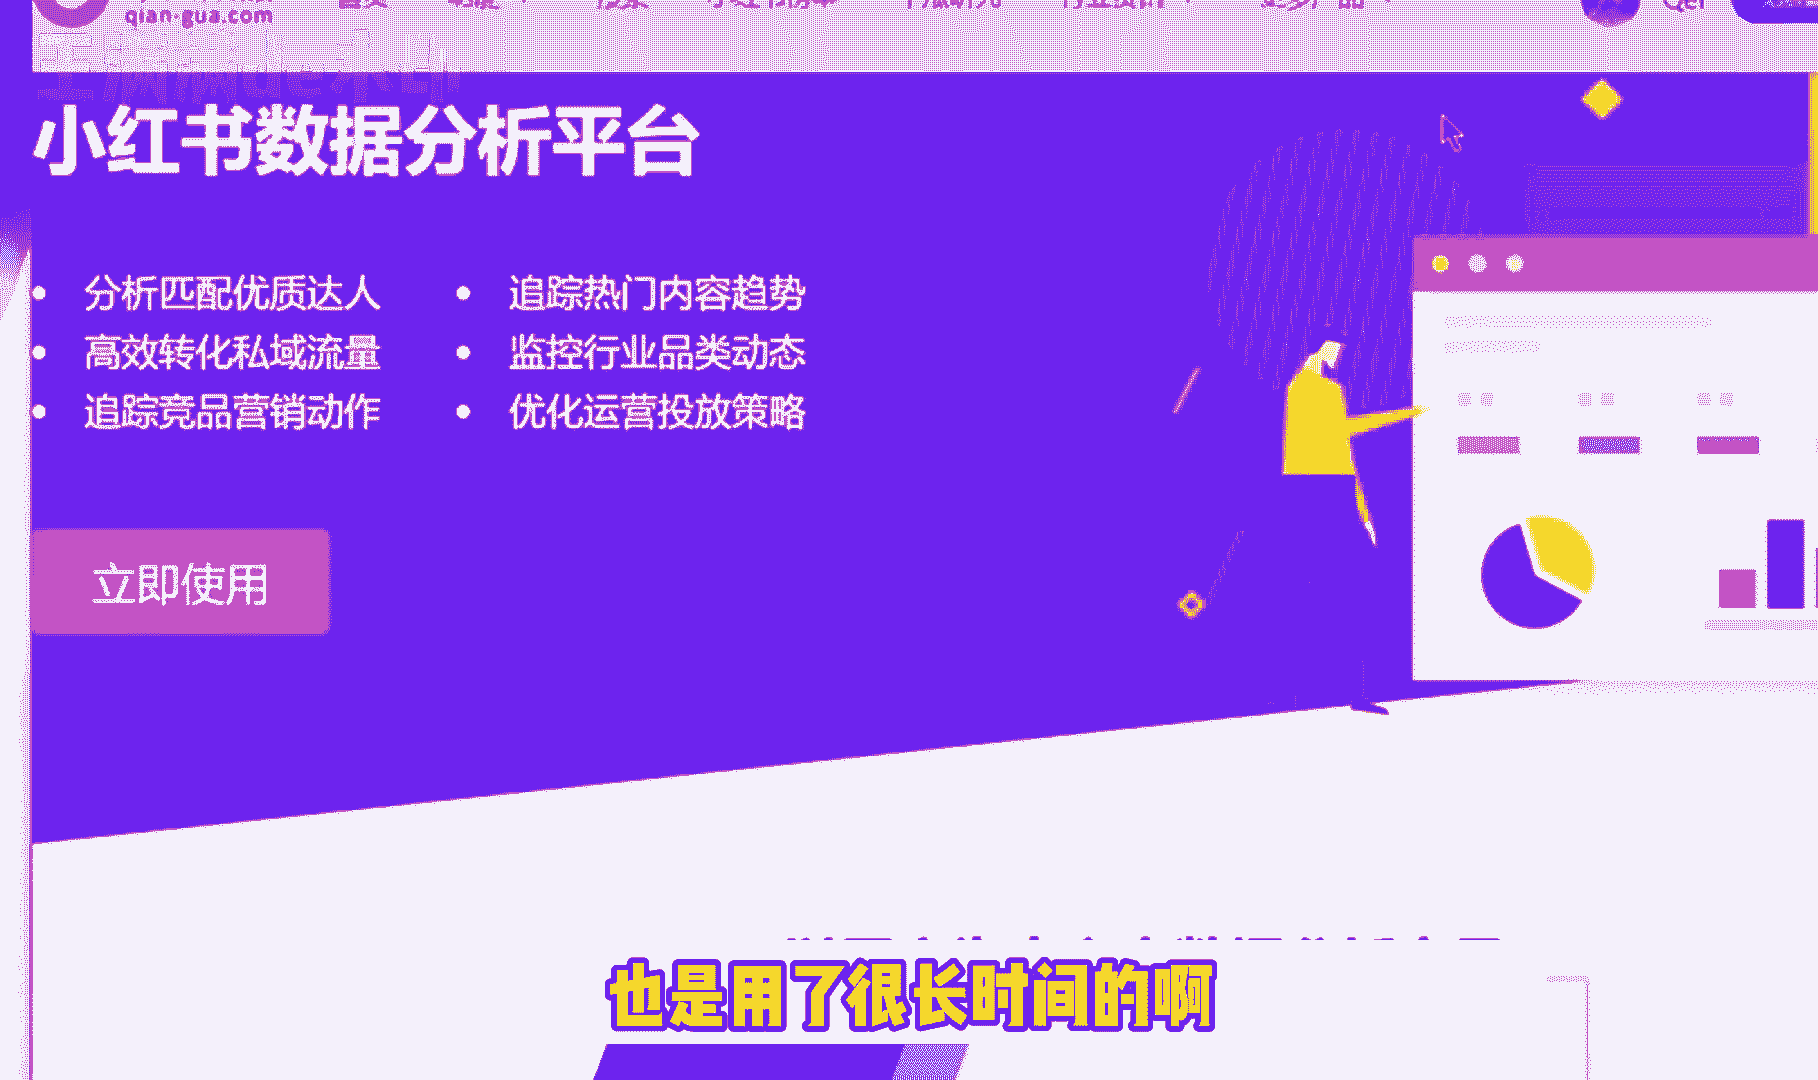 qian-gua.com
小红书数据分析平台
分析匹配优质达人
追踪热门内容趋势
高效转化私域流量
监控行业品类动态
追踪竞品营销动作
优化运营投放策略
立即使用
也是用了很长时间的啊